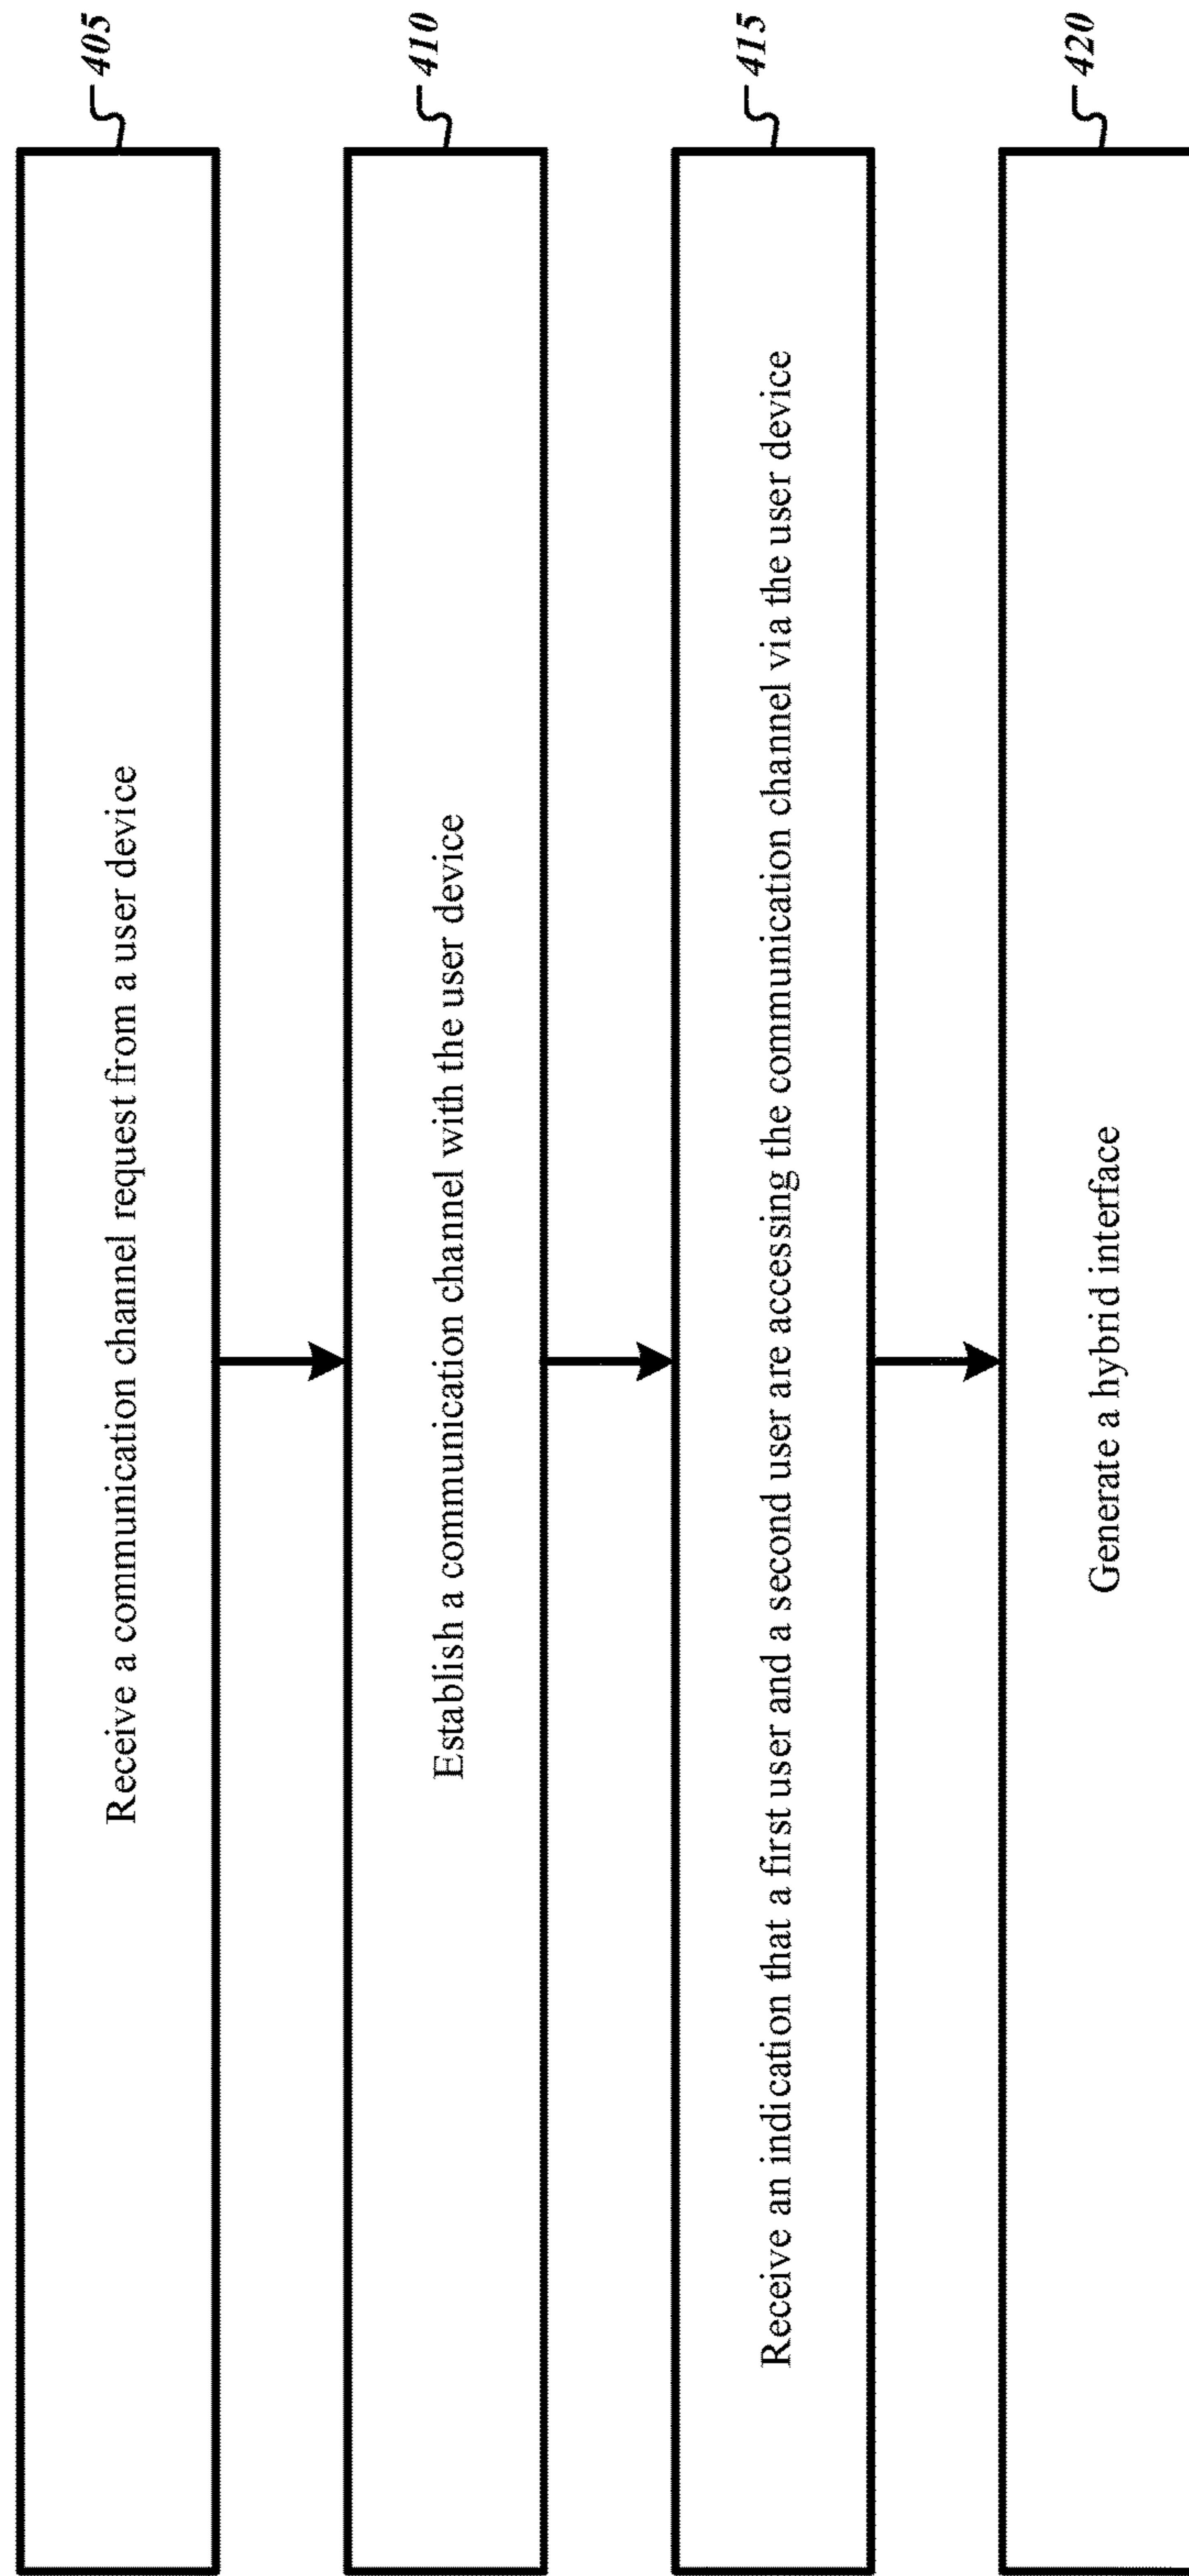 405
Receive a communication channel request from a user device
410
Establish a communication channel with the user device
415
Receive an indication that a first user and a second user are accessing the communication channel via the user device
420
Generate a hybrid interface